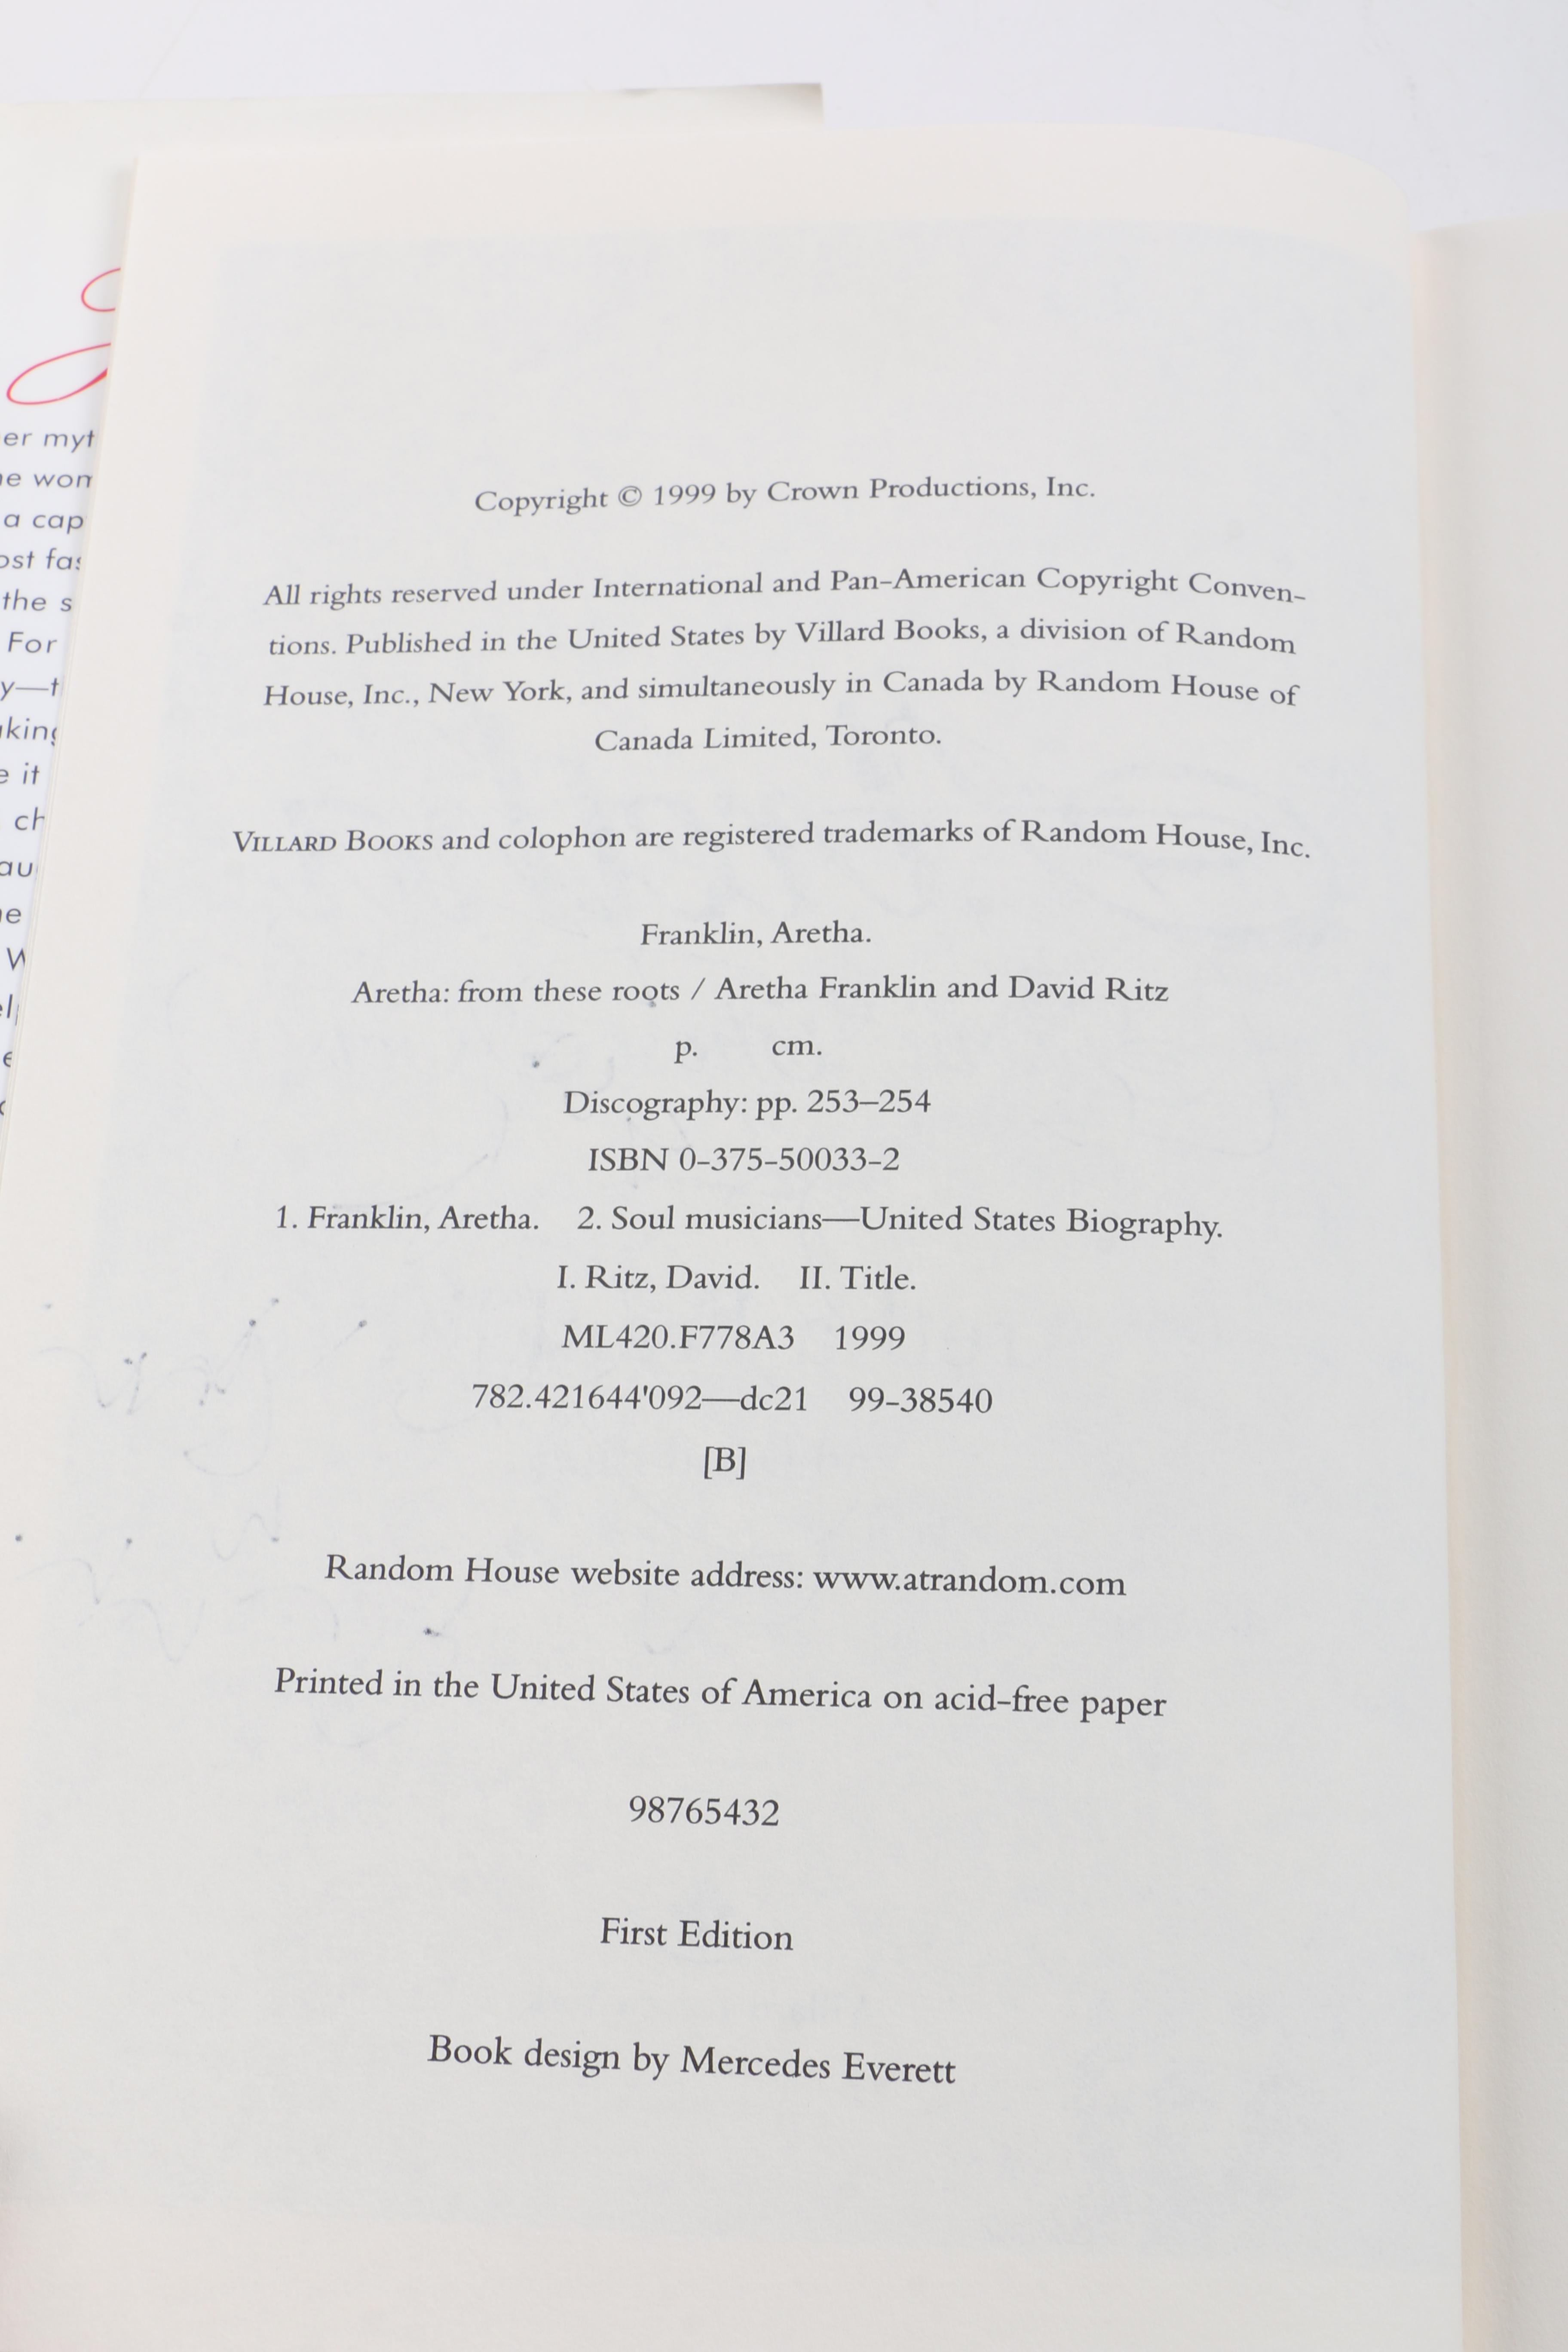 er myt
a cap
the s
For
e it
Copyright © 1999 by Crown Productions, Inc.
All rights reserved under International and Pan-American Copyright Conven-
tions. Published in the United States by Villard Books, a division of Random
House, Inc., New York, and simultaneously in Canada by Random House of
Canada Limited, Toronto.
VILLARD BOOKS and colophon are registered trademarks of Random House, Inc.
Franklin, Aretha.
Aretha: from these roots / Aretha Franklin and David Ritz
p. cm.
Discography: pp. 253–254
ISBN 0-375-50033-2
1. Franklin, Aretha. 2. Soul musicians—United States Biography.
I. Ritz, David. II. Title.
ML420.F778A3 1999
782.421644'092—dc21 99-38540
[B]
Random House website address: www.atrandom.com
Printed in the United States of America on acid-free paper
98765432
First Edition
Book design by Mercedes Everett